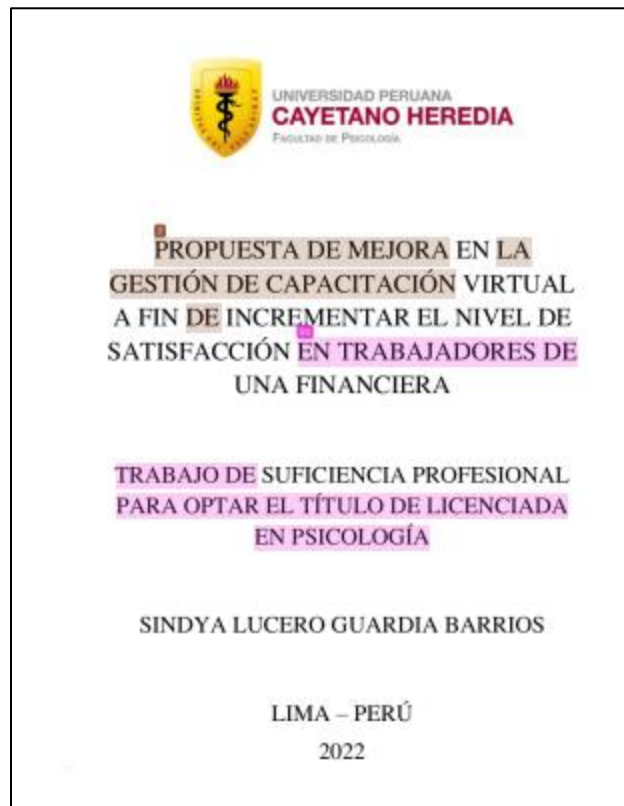 UNIVERSIDAD PERUANA
CAYETANO HEREDIA
FACULTAD DE PSICOLOGÍA
PROPUESTA DE MEJORA EN LA
GESTIÓN DE CAPACITACIÓN VIRTUAL
A FIN DE INCREMENTAR EL NIVEL DE
SATISFACCIÓN EN TRABAJADORES DE
UNA FINANCIERA
TRABAJO DE SUFICIENCIA PROFESIONAL
PARA OPTAR EL TÍTULO DE LICENCIADA
EN PSICOLOGÍA
SINDYA LUCERO GUARDIA BARRIOS
LIMA – PERÚ
2022